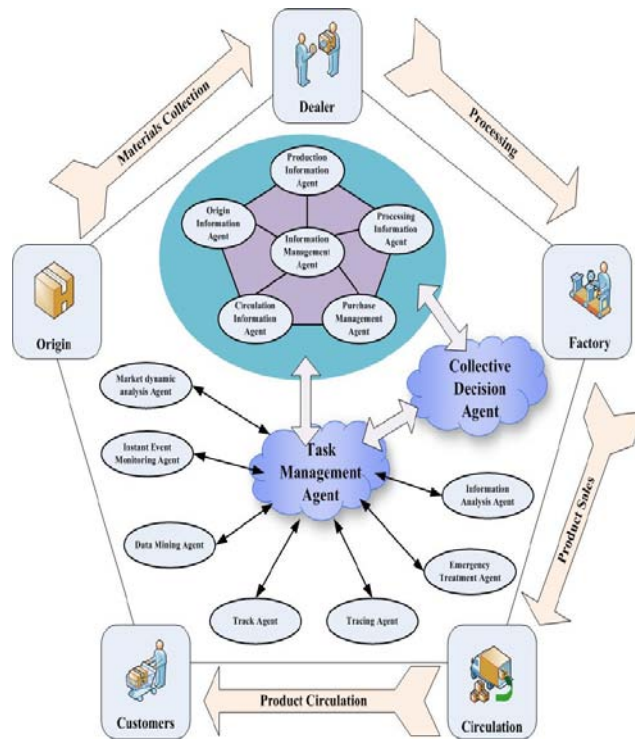 Dealer
Materials Collection
Processing
Production
Information
Agent
Origin
Information
Agent
Processing
Information
Agent
Information
Management
Agent
Circulation
Information
Agent
Purchase
Management
Agent
Origin
Factory
Collective
Decision
Agent
Market dynamic
analysis Agent
Instant Event
Monitoring Agent
Task
Management
Agent
Information
Analysis Agent
Data Mining Agent
Emergency
Treatment Agent
Product Sales
Track Agent
Tracing Agent
Customers
Product Circulation
Circulation